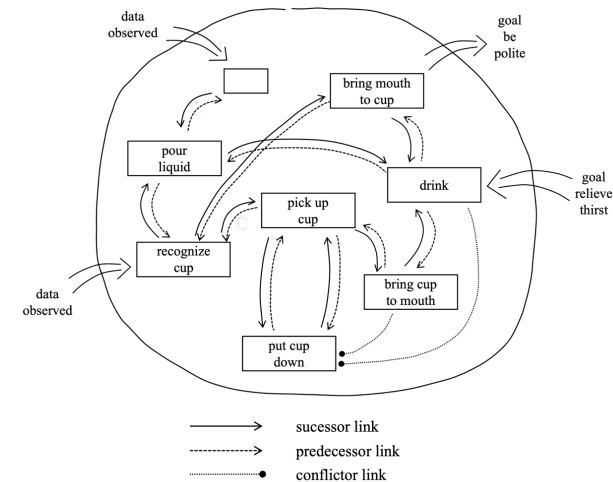 data
observed
goal
be
polite
bring mouth
to cup
pour
liquid
drink
goal
relieve
thirst
pick up
cup
recognize
cup
bring cup
to mouth
data
observed
put cup
down
sucessor link
predecessor link
conflictor link